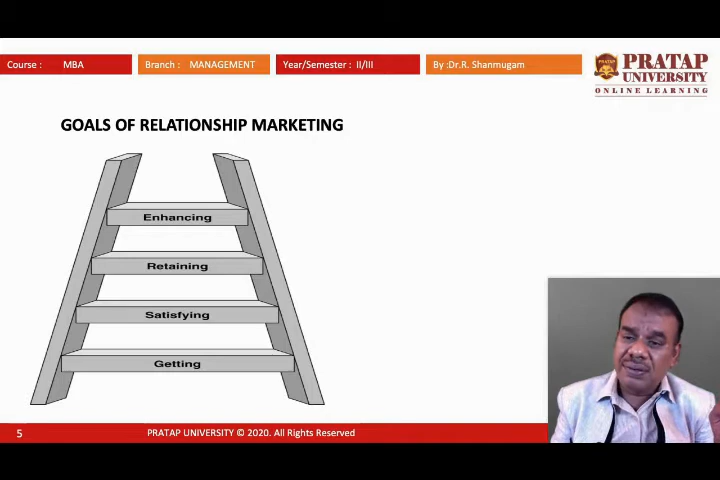 Course : MBA Branch : MANAGEMENT Year/Semester : II/III By :Dr.R. Shanmugam
PRATAP
PRATAP
UNIVERSITY
ONLINE LEARNING
GOALS OF RELATIONSHIP MARKETING
Enhancing
Retaining
Satisfying
Getting
5 PRATAP UNIVERSITY © 2020. All Rights Reserved